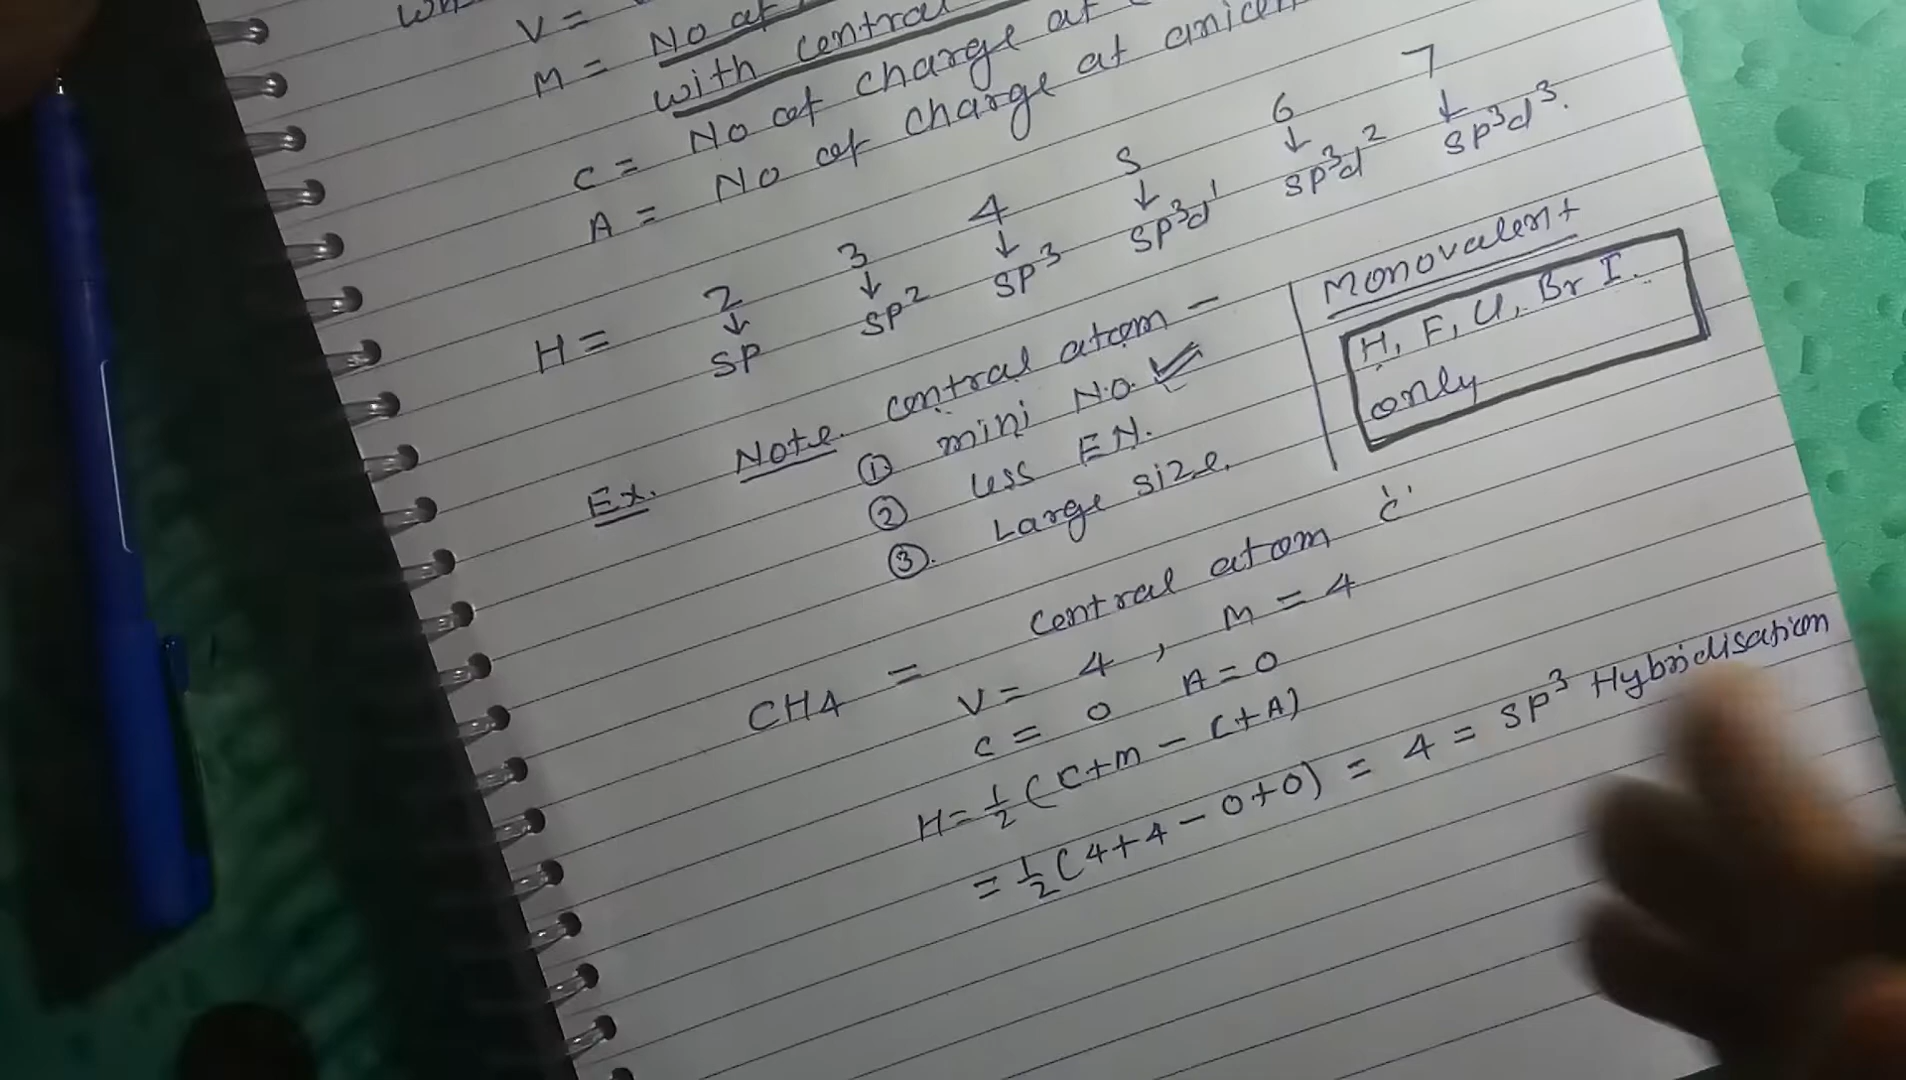 V =
M = No of
with central
C = No of charge at
A = No of charge at anion
H = 2 3 4 5 6 7
↓ ↓ ↓ ↓ ↓ ↓
SP SP² SP³ SP³d¹ SP³d² SP³d³.
Ex. Note. central atom –
① mini N.O. ✓
② less EN.
③. Large size.
Monovalent
H, F, Cl, Br I.
only
CH4 = central atom C.
V = 4 , M = 4
C = 0 A = 0
H = ½ (C+M – C+A)
= ½ (4+4 – 0+0) = 4 = SP³ Hybridisation